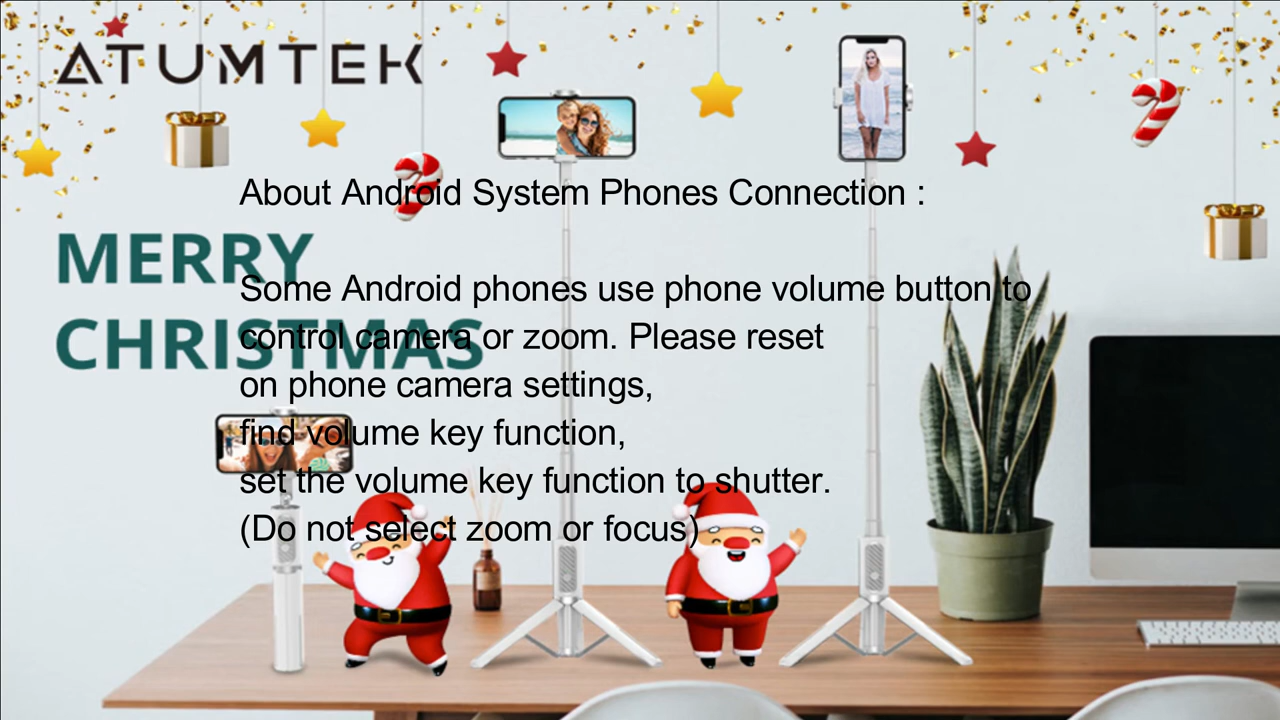 ATUMTEK
MERRY
CHRISTMAS
About Android System Phones Connection :
Some Android phones use phone volume button to
control camera or zoom. Please reset
on phone camera settings,
find volume key function,
set the volume key function to shutter.
(Do not select zoom or focus)